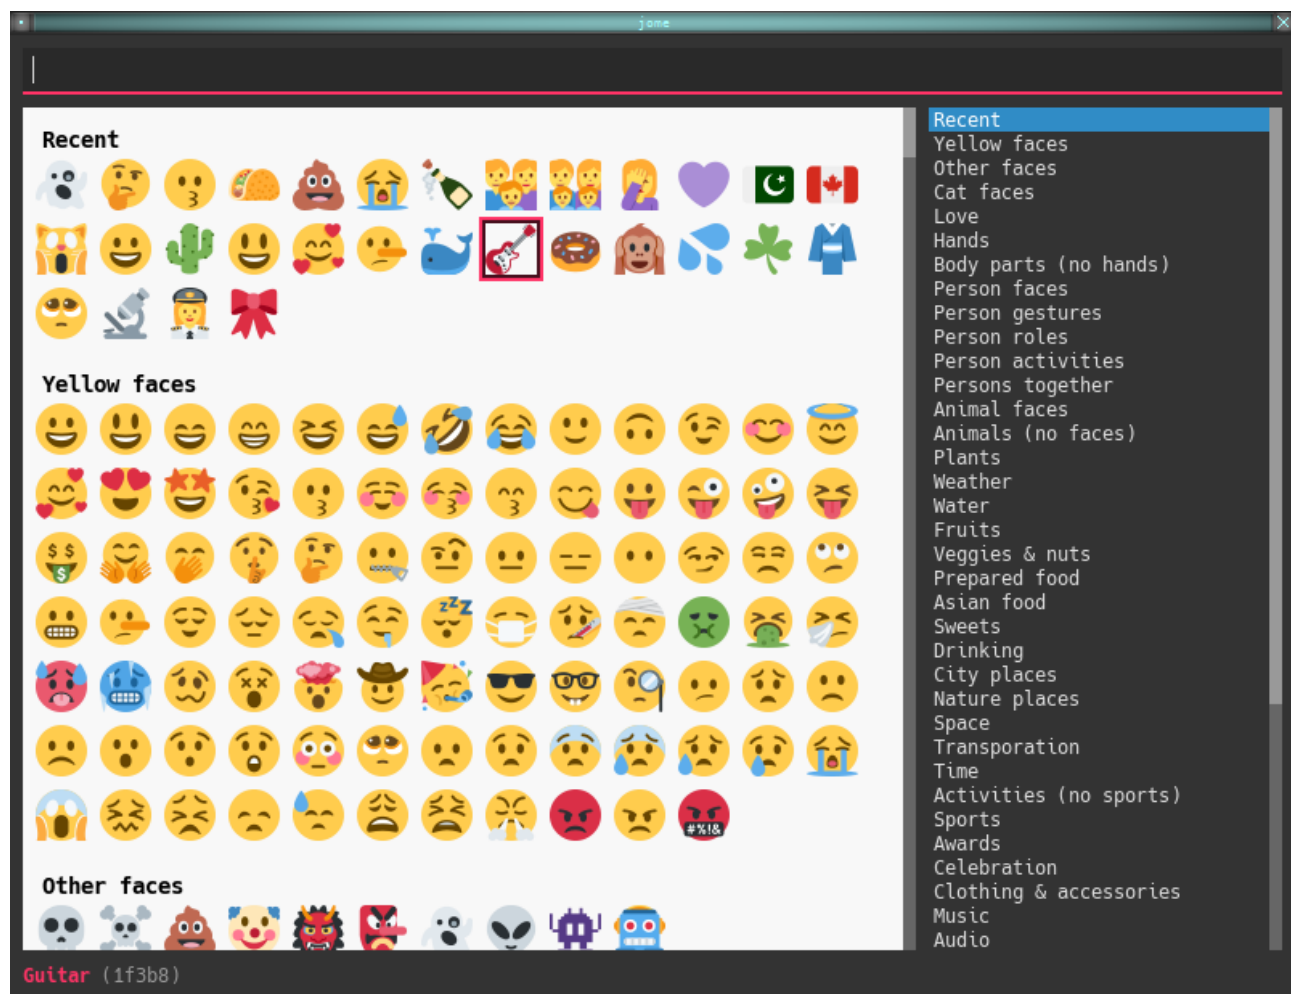 jome
Recent
Yellow faces
Other faces
Recent
Yellow faces
Other faces
Cat faces
Love
Hands
Body parts (no hands)
Person faces
Person gestures
Person roles
Person activities
Persons together
Animal faces
Animals (no faces)
Plants
Weather
Water
Fruits
Veggies & nuts
Prepared food
Asian food
Sweets
Drinking
City places
Nature places
Space
Transporation
Time
Activities (no sports)
Sports
Awards
Celebration
Clothing & accessories
Music
Audio
Guitar (1f3b8)